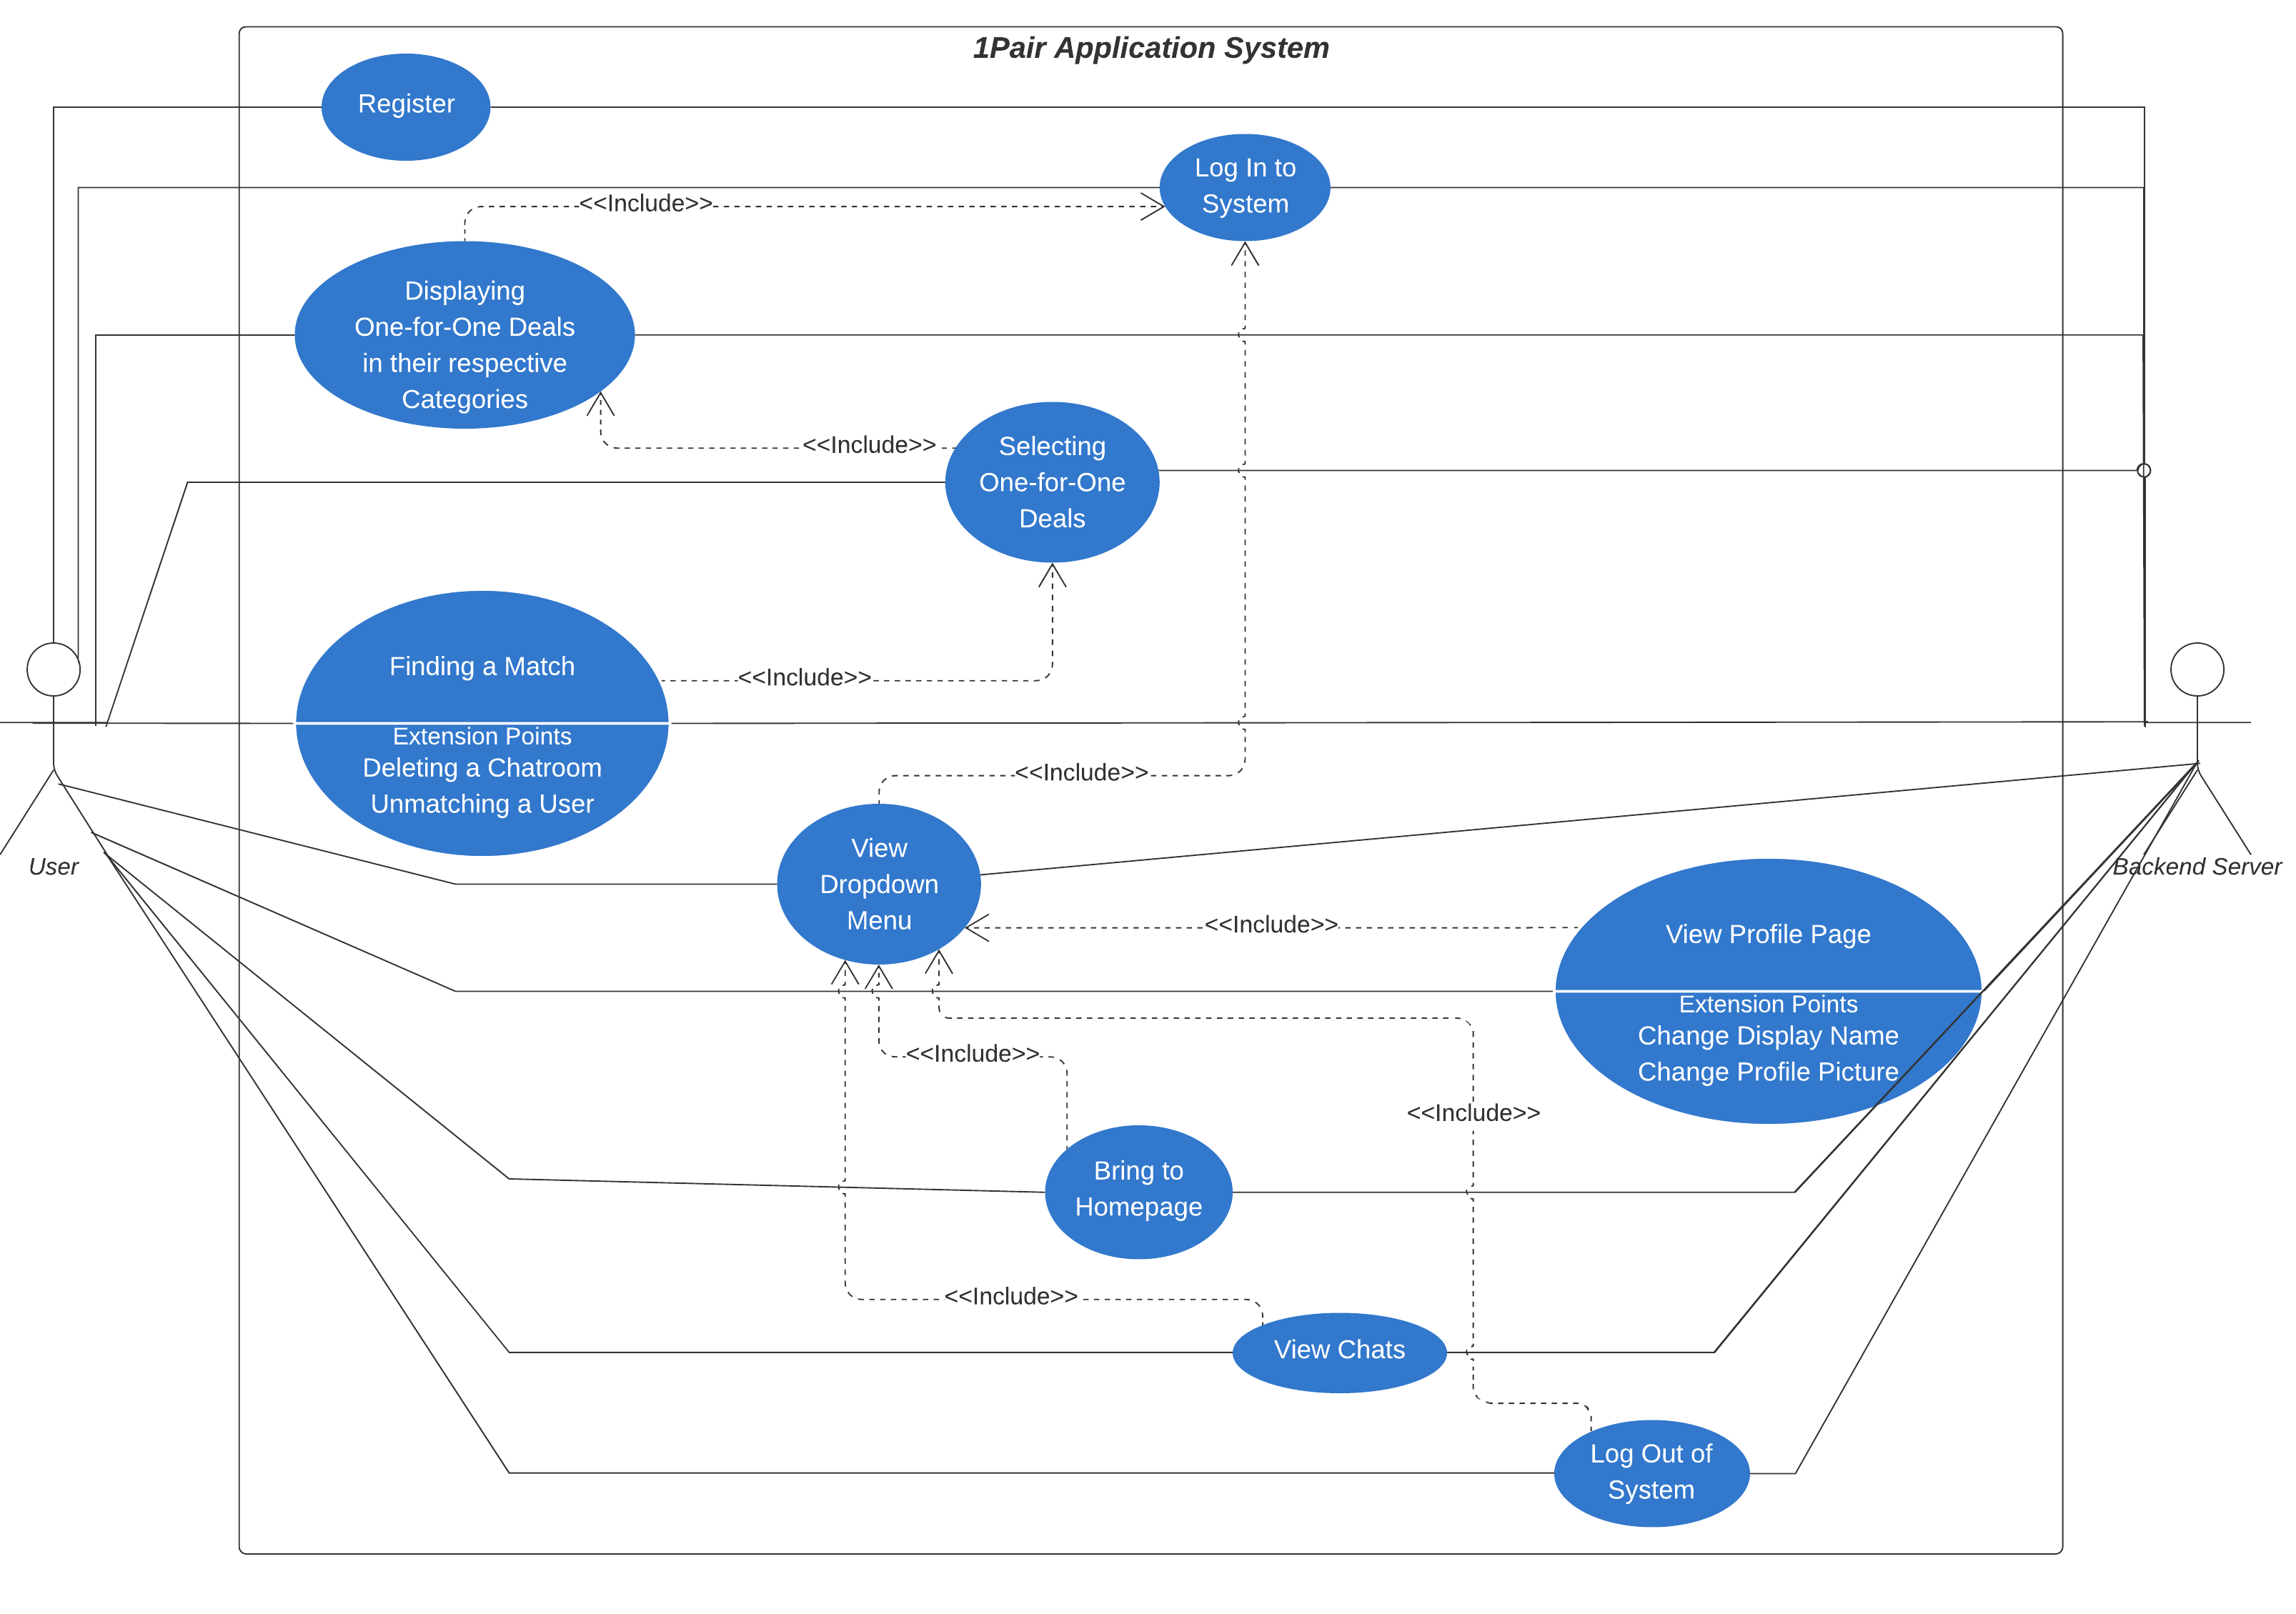 1Pair Application System
Register
Log In to
System
<<Include>>
Displaying
One-for-One Deals
in their respective
Categories
<<Include>>
Selecting
One-for-One
Deals
Finding a Match
<<Include>>
Extension Points
Deleting a Chatroom
Unmatching a User
<<Include>>
User
View
Dropdown
Menu
Backend Server
<<Include>>
View Profile Page
Extension Points
Change Display Name
Change Profile Picture
<<Include>>
<<Include>>
Bring to
Homepage
<<Include>>
View Chats
Log Out of
System